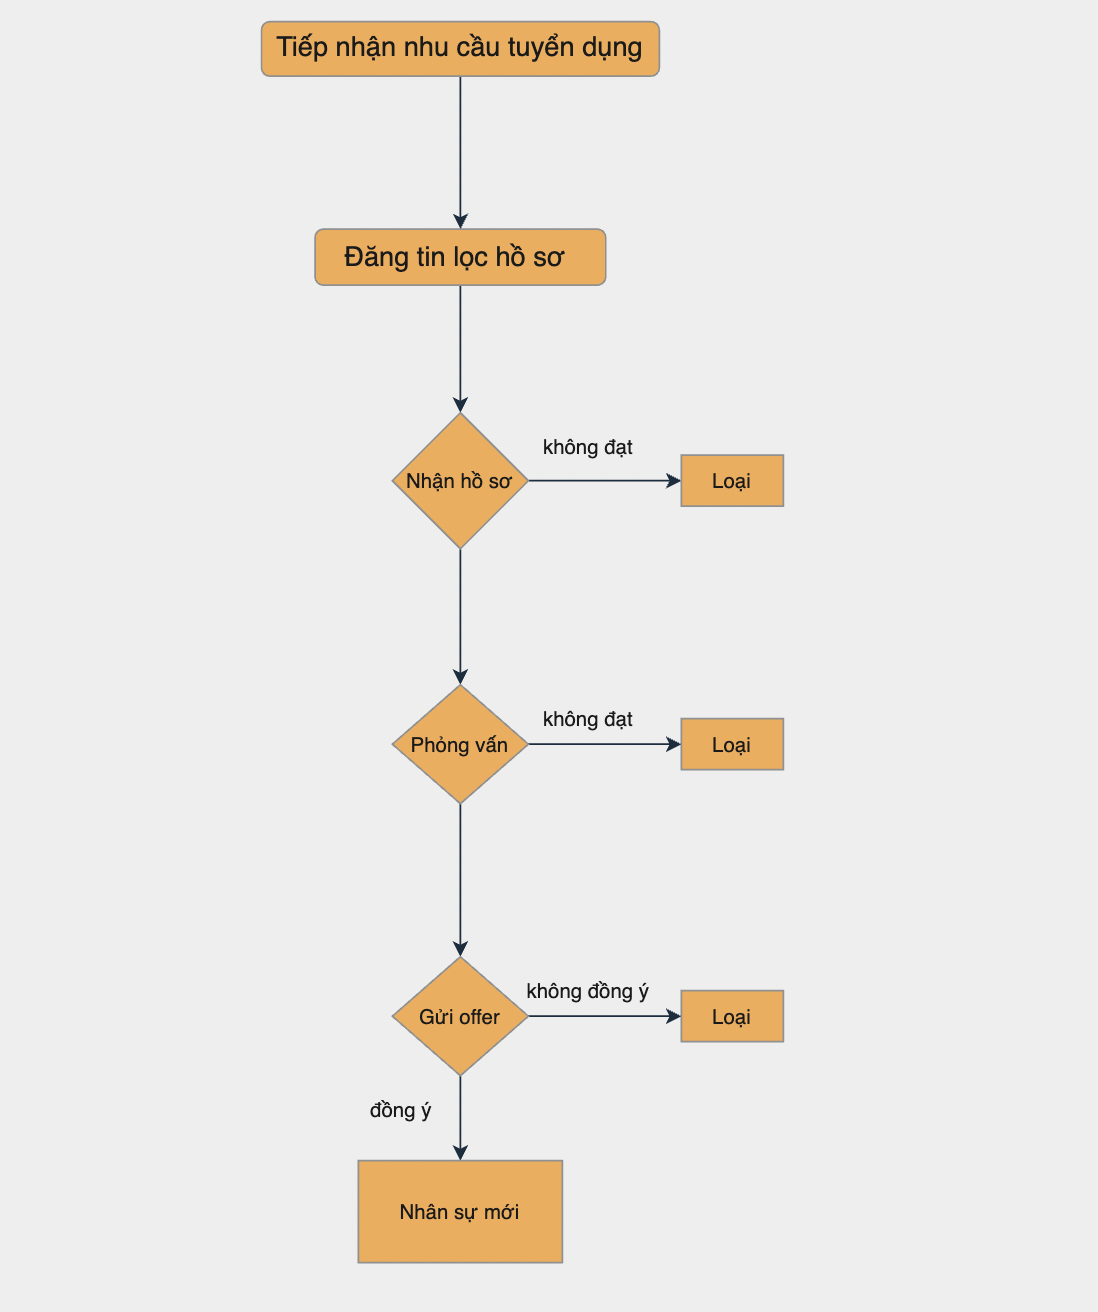 Tiếp nhận nhu cầu tuyển dụng
Đăng tin lọc hồ sơ
không đạt
Nhận hồ sơ
Loại
không đạt
Phỏng vấn
Loại
không đồng ý
Gửi offer
Loại
đồng ý
Nhân sự mới